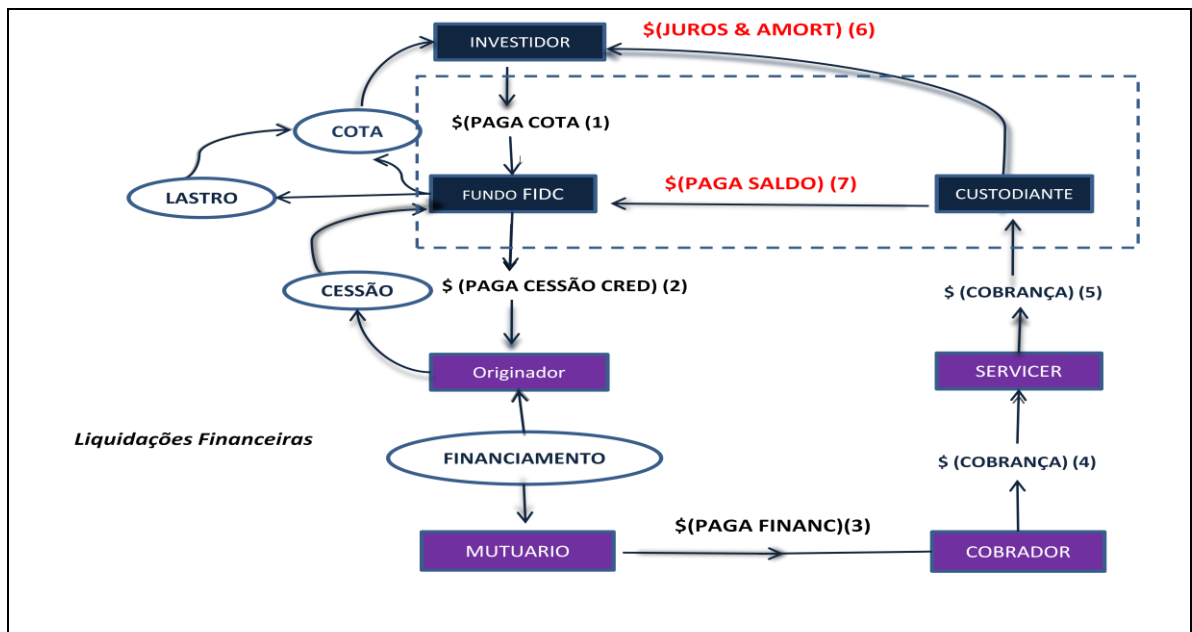 $(JUROS & AMORT) (6)
INVESTIDOR
$(PAGA COTA (1)
COTA
LASTRO
FUNDO FIDC
$(PAGA SALDO) (7)
CUSTODIANTE
CESSÃO
$ (PAGA CESSÃO CRED) (2)
$ (COBRANÇA) (5)
Originador
SERVICER
Liquidações Financeiras
FINANCIAMENTO
$ (COBRANÇA) (4)
$(PAGA FINANC)(3)
MUTUARIO
COBRADOR